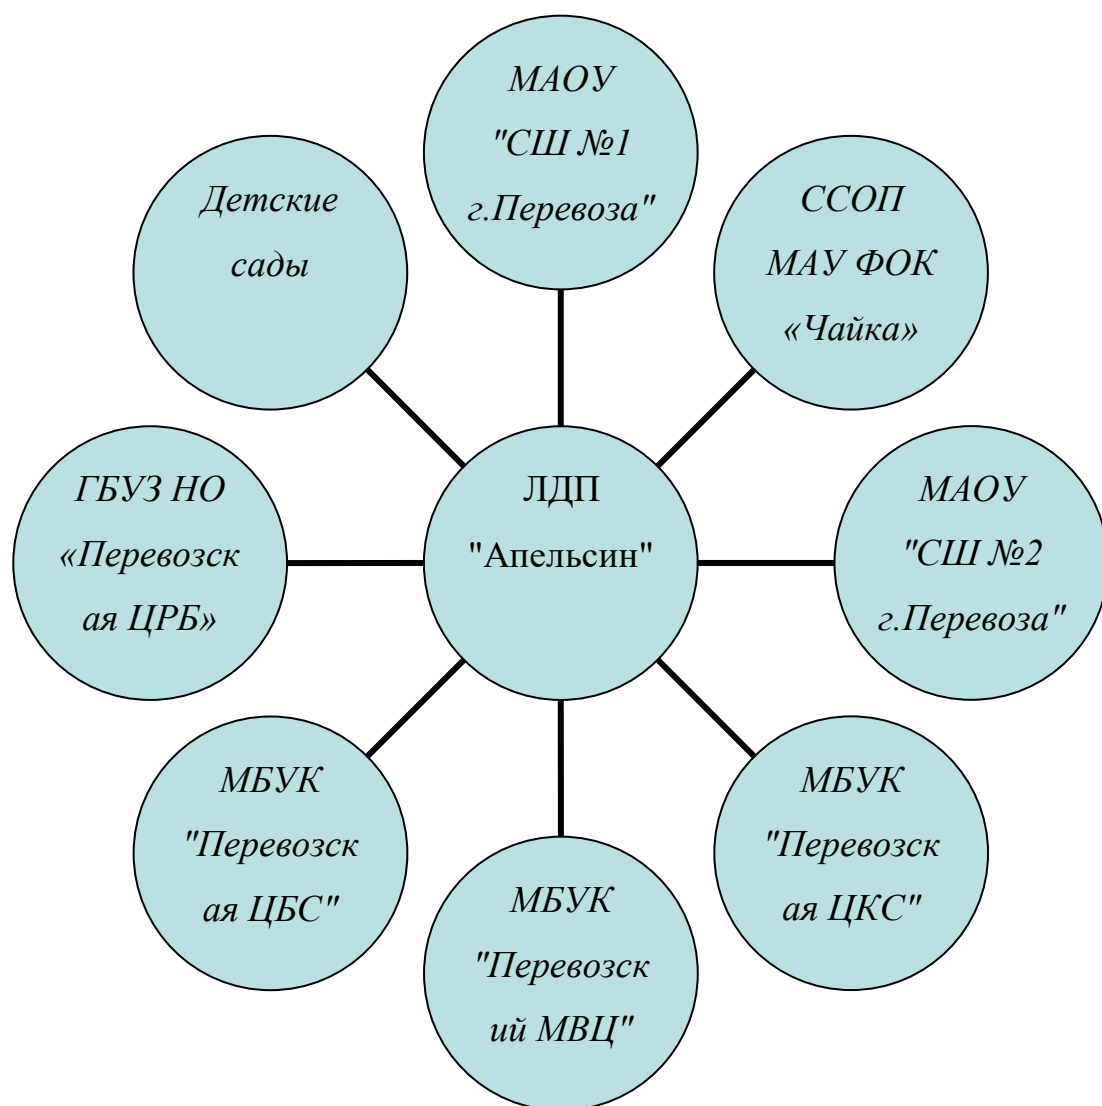 МАОУ
"СШ №1
г.Перевоза"
Детские
сады
ССОП
МАУ ФОК
«Чайка»
ГБУЗ НО
«Перевозск
ая ЦРБ»
ЛДП
"Апельсин"
МАОУ
"СШ №2
г.Перевоза"
МБУК
"Перевозск
ая ЦБС"
МБУК
"Перевозск
ий МВЦ"
МБУК
"Перевозск
ая ЦКС"